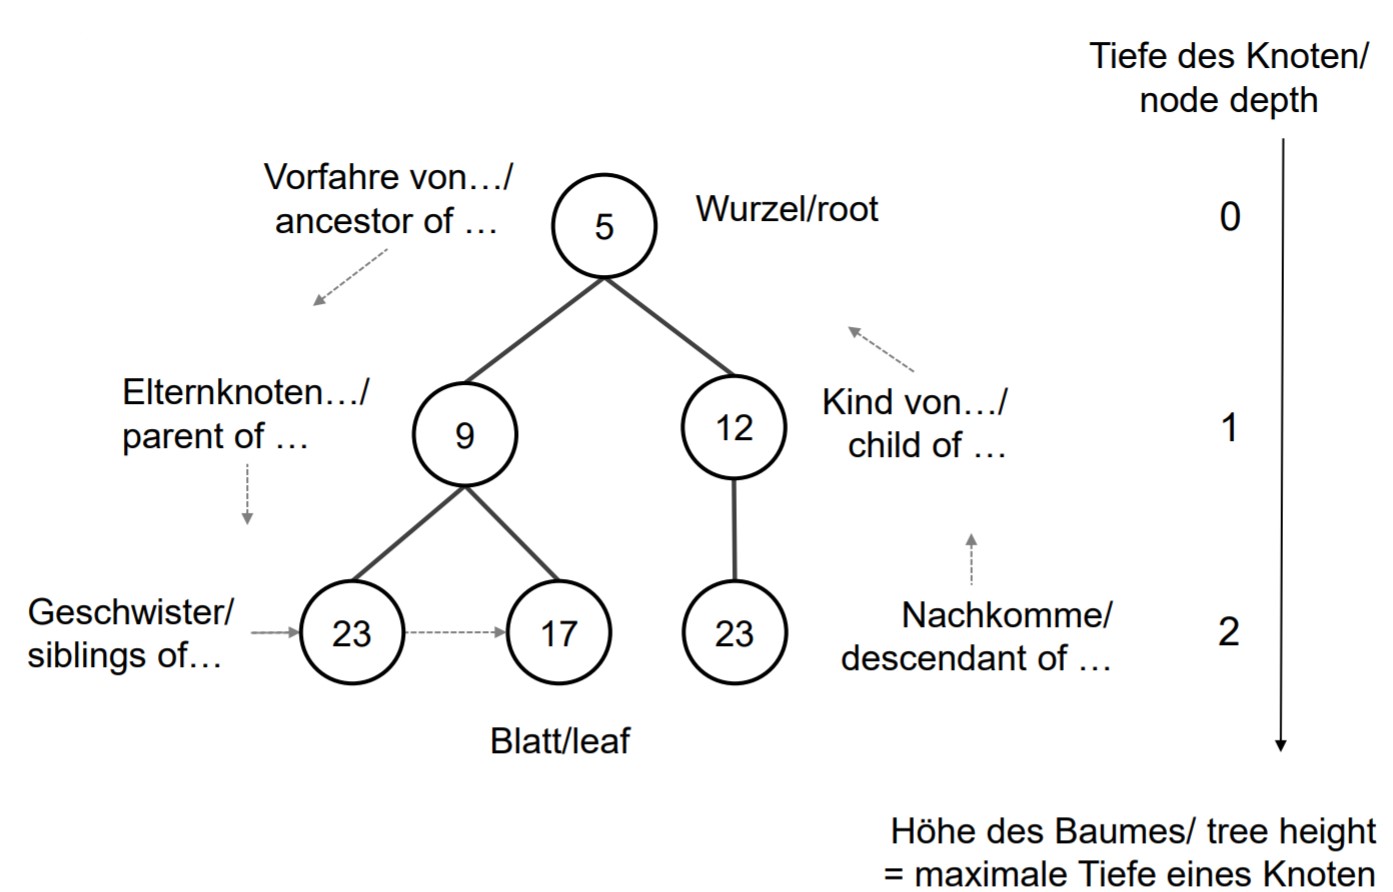 Tiefe des Knoten/
node depth
Vorfahre von…/
ancestor of …
5
Wurzel/root
0
Elternknoten…/
parent of …
9
12
Kind von…/
child of …
1
Geschwister/
siblings of…
23
17
23
Nachkomme/
descendant of …
2
Blatt/leaf
Höhe des Baumes/ tree height
= maximale Tiefe eines Knoten